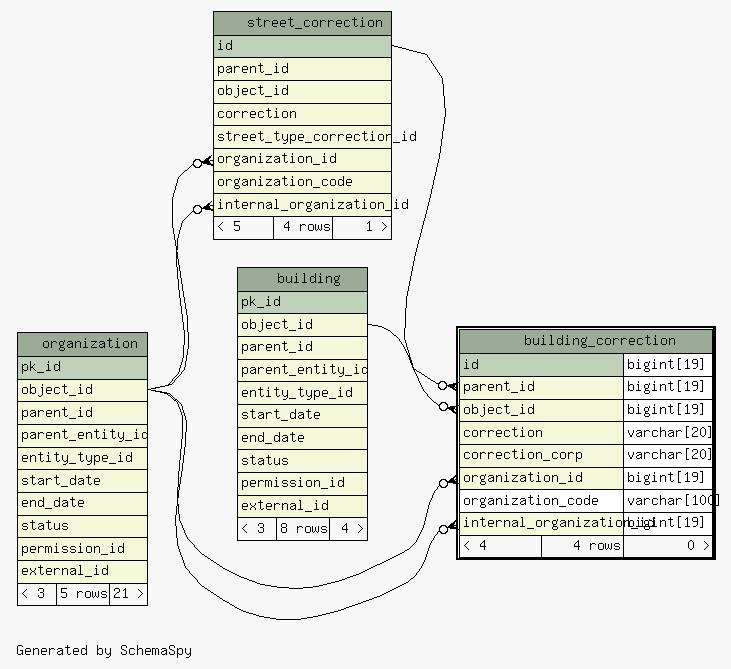 street_correction
id
parent_id
object_id
correction
street_type_correction_id
organization_id
organization_code
internal_organization_id
< 5 4 rows 1 >
building
pk_id
object_id
parent_id
parent_entity_id
entity_type_id
start_date
end_date
status
permission_id
external_id
< 3 8 rows 4 >
organization
pk_id
object_id
parent_id
parent_entity_id
entity_type_id
start_date
end_date
status
permission_id
external_id
< 3 5 rows 21 >
building_correction
id bigint[19]
parent_id bigint[19]
object_id bigint[19]
correction varchar[20]
correction_corp varchar[20]
organization_id bigint[19]
organization_code varchar[100]
internal_organization_id bigint[19]
< 4 4 rows 0 >
Generated by SchemaSpy